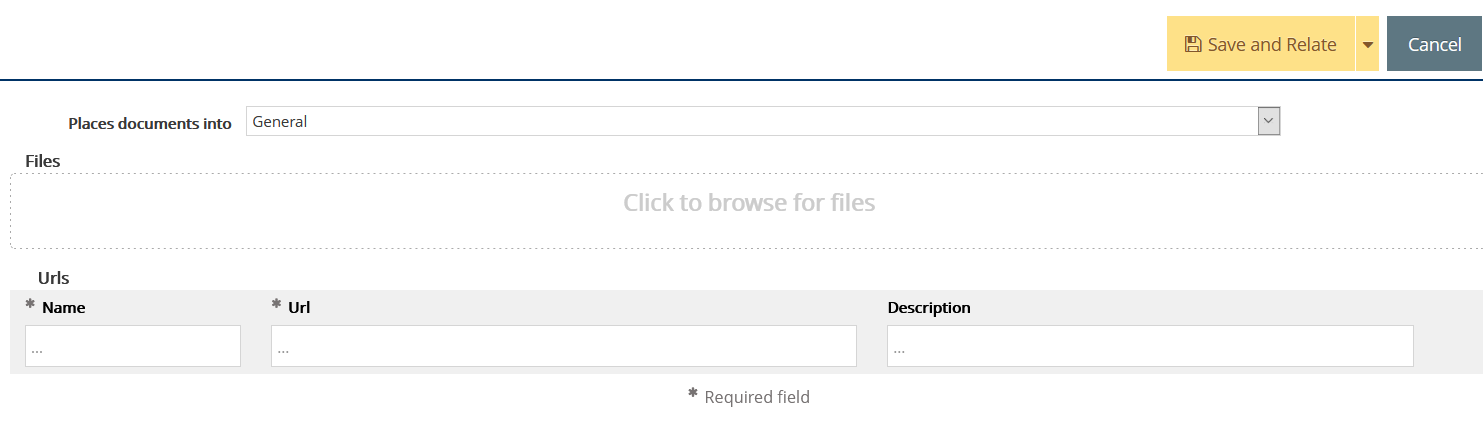 Save and Relate
Cancel
Places documents into
General
Files
Click to browse for files
Urls
* Name
* Url
Description
...
...
...
* Required field